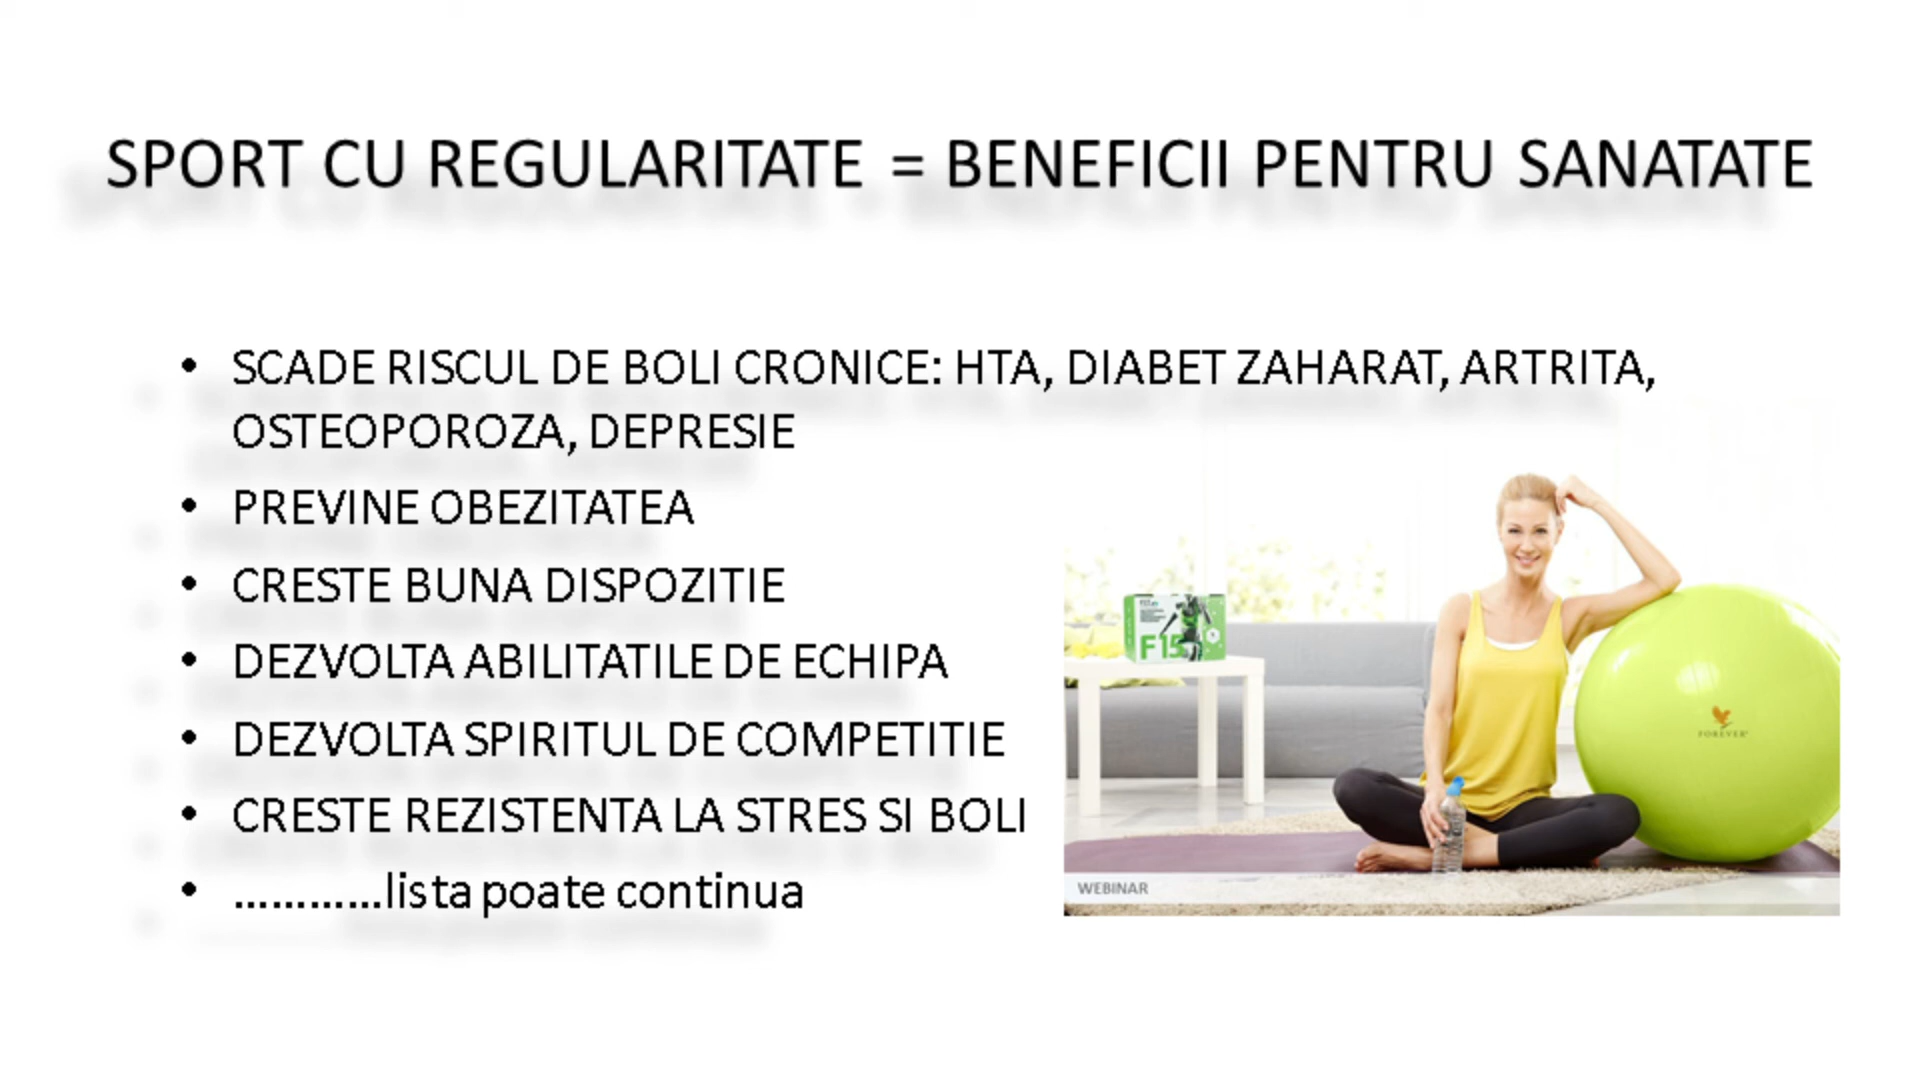 SPORT CU REGULARITATE = BENEFICII PENTRU SANATATE
• SCADE RISCUL DE BOLI CRONICE: HTA, DIABET ZAHARAT, ARTRITA,
OSTEOPOROZA, DEPRESIE
• PREVINE OBEZITATEA
• CRESTE BUNA DISPOZITIE
• DEZVOLTA ABILITATILE DE ECHIPA
• DEZVOLTA SPIRITUL DE COMPETITIE
• CRESTE REZISTENTA LA STRES SI BOLI
• …………lista poate continua
F15
FOREVER
WEBINAR